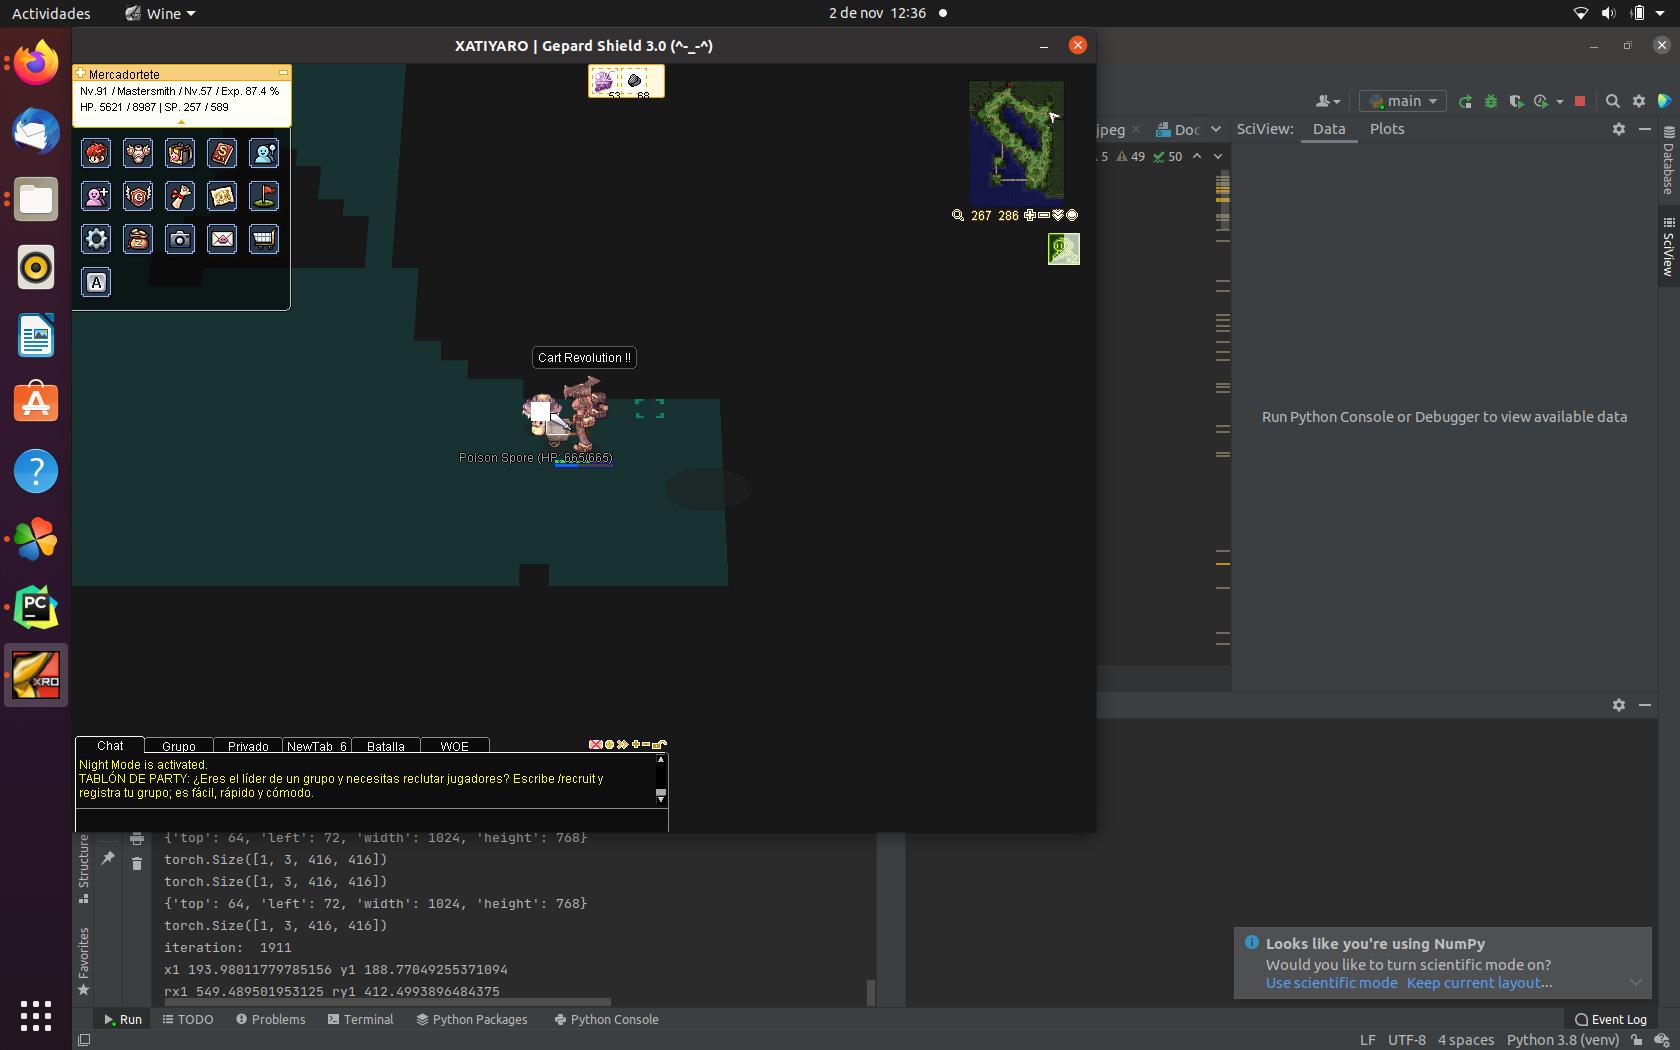 Actividades
Wine
2 de nov 12:36
XATIYARO | Gepard Shield 3.0 (^-_-^)
Mercadortete
Nv.91 / Mastersmith / Nv.57 / Exp. 87.4 %
HP. 5621 / 8987 | SP. 257 / 589
53
68
267 286
x2
S
G
Z
A
PC
XRO
Cart Revolution !!
Poison Spore (HP: 665/665)
Chat
Grupo
Privado
NewTab_6
Batalla
WOE
Night Mode is activated.
TABLÓN DE PARTY: ¿Eres el líder de un grupo y necesitas reclutar jugadores? Escribe /recruit y
registra tu grupo; es fácil, rápido y cómodo.
main
jpeg
Doc
SciView:
Data
Plots
5
49
50
Database
SciView
Run Python Console or Debugger to view available data
Structure
Favorites
{'top': 64, 'left': 72, 'width': 1024, 'height': 768}
torch.Size([1, 3, 416, 416])
torch.Size([1, 3, 416, 416])
{'top': 64, 'left': 72, 'width': 1024, 'height': 768}
torch.Size([1, 3, 416, 416])
iteration: 1911
x1 193.98011779785156 y1 188.77049255371094
rx1 549.489501953125 ry1 412.4993896484375
Looks like you're using NumPy
Would you like to turn scientific mode on?
Use scientific mode Keep current layout...
Run
TODO
Problems
Terminal
Python Packages
Python Console
Event Log
LF UTF-8 4 spaces Python 3.8 (venv)